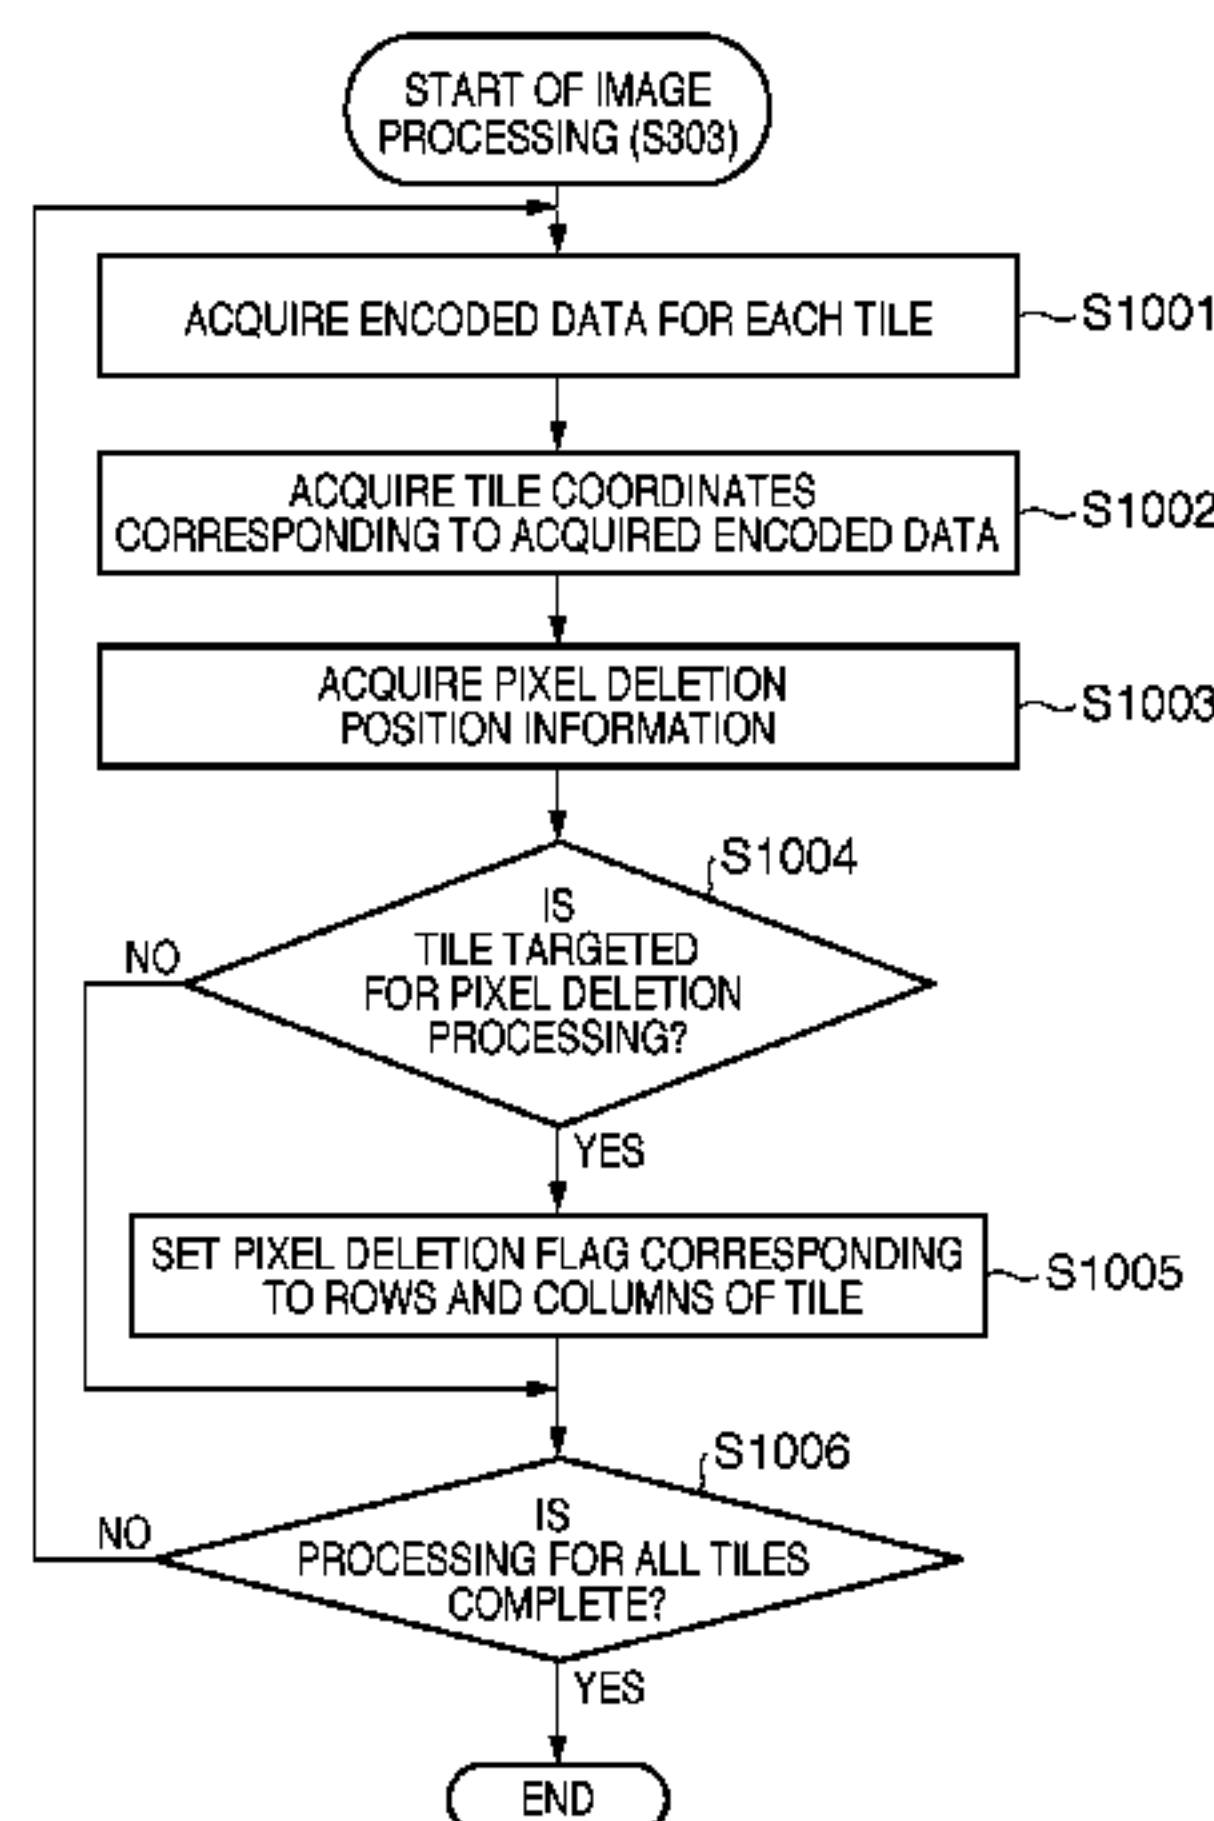 START OF IMAGE
PROCESSING (S303)
ACQUIRE ENCODED DATA FOR EACH TILE
S1001
ACQUIRE TILE COORDINATES
CORRESPONDING TO ACQUIRED ENCODED DATA
S1002
ACQUIRE PIXEL DELETION
POSITION INFORMATION
S1003
S1004
IS
TILE TARGETED
FOR PIXEL DELETION
PROCESSING?
NO
YES
SET PIXEL DELETION FLAG CORRESPONDING
TO ROWS AND COLUMNS OF TILE
S1005
S1006
IS
PROCESSING FOR ALL TILES
COMPLETE?
NO
YES
END